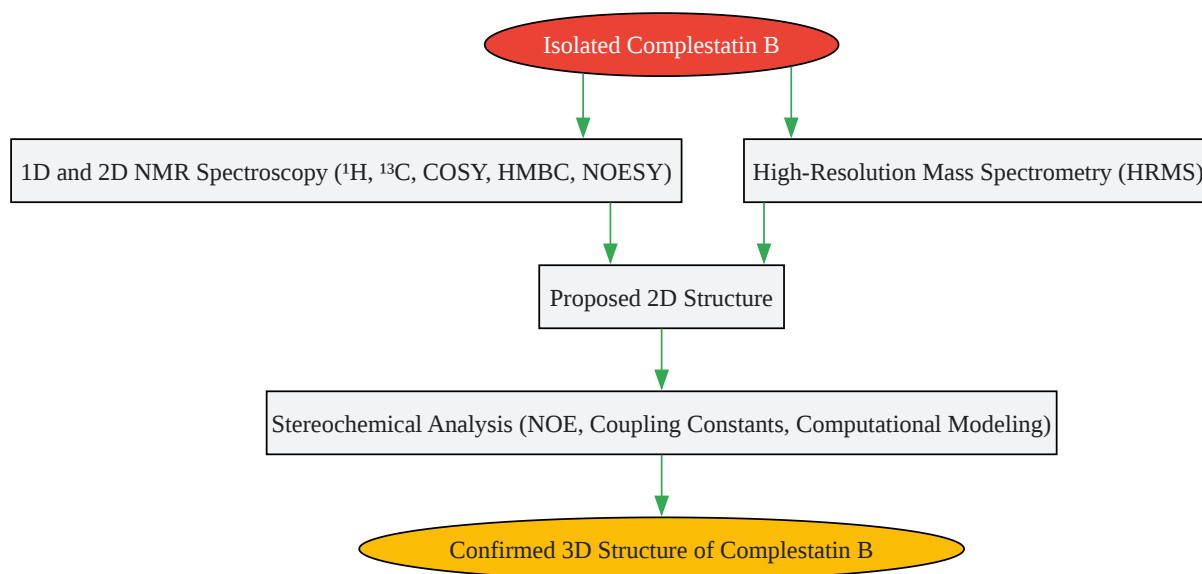 Isolated Complestatin B
1D and 2D NMR Spectroscopy (¹H, ¹³C, COSY, HMBC, NOESY)
High-Resolution Mass Spectrometry (HRMS)
Proposed 2D Structure
Stereochemical Analysis (NOE, Coupling Constants, Computational Modeling)
Confirmed 3D Structure of Complestatin B